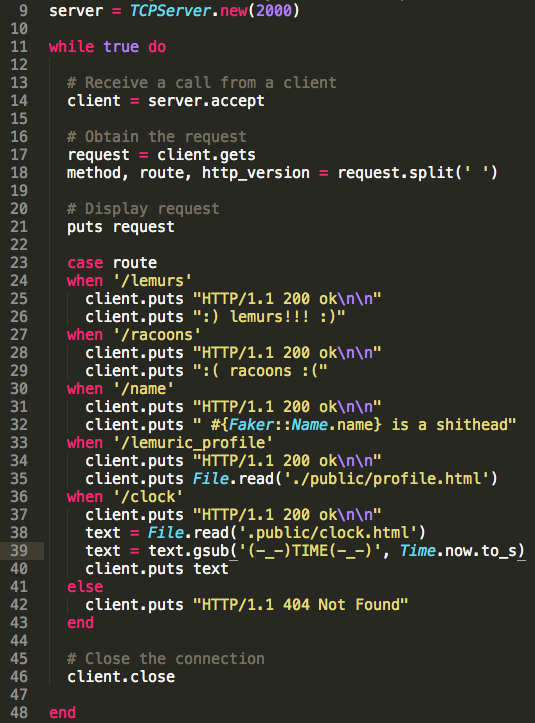 9 server = TCPServer.new(2000)
10
11 while true do
12
13 # Receive a call from a client
14 client = server.accept
15
16 # Obtain the request
17 request = client.gets
18 method, route, http_version = request.split(' ')
19
20 # Display request
21 puts request
22
23 case route
24 when '/lemurs'
25 client.puts "HTTP/1.1 200 ok\n\n"
26 client.puts ":) lemurs!!! :)"
27 when '/racoons'
28 client.puts "HTTP/1.1 200 ok\n\n"
29 client.puts ":( racoons :("
30 when '/name'
31 client.puts "HTTP/1.1 200 ok\n\n"
32 client.puts " #{Faker::Name.name} is a shithead"
33 when '/lemuric_profile'
34 client.puts "HTTP/1.1 200 ok\n\n"
35 client.puts File.read('./public/profile.html')
36 when '/clock'
37 client.puts "HTTP/1.1 200 ok\n\n"
38 text = File.read('.public/clock.html')
39 text = text.gsub('(-_-)TIME(-_-)', Time.now.to_s)
40 client.puts text
41 else
42 client.puts "HTTP/1.1 404 Not Found"
43 end
44
45 # Close the connection
46 client.close
47
48 end